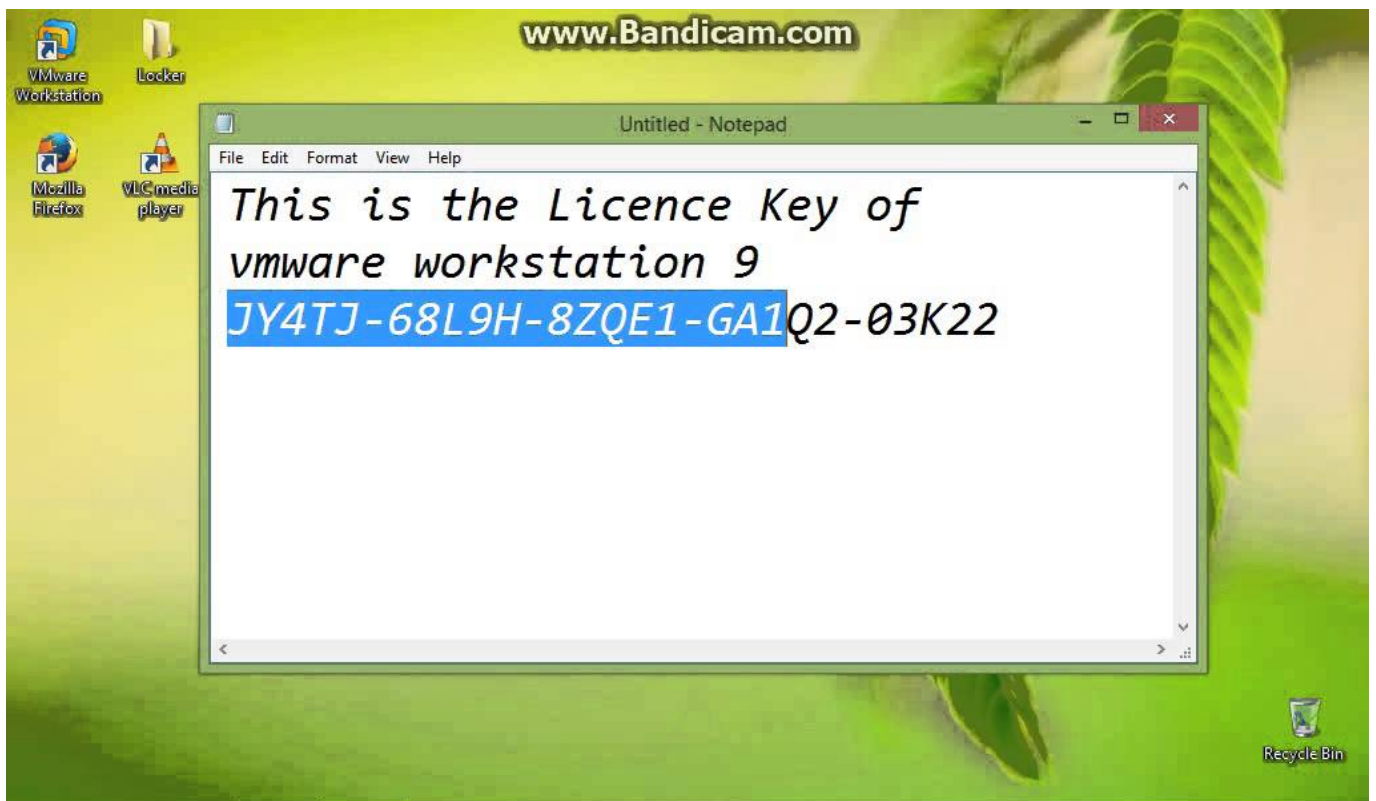 www.Bandicam.com
VMware
Workstation
Locker
Mozilla
Firefox
VLC media
player
Untitled - Notepad
File Edit Format View Help
This is the Licence Key of
vmware workstation 9
JY4TJ-68L9H-8ZQE1-GA1Q2-03K22
Recycle Bin